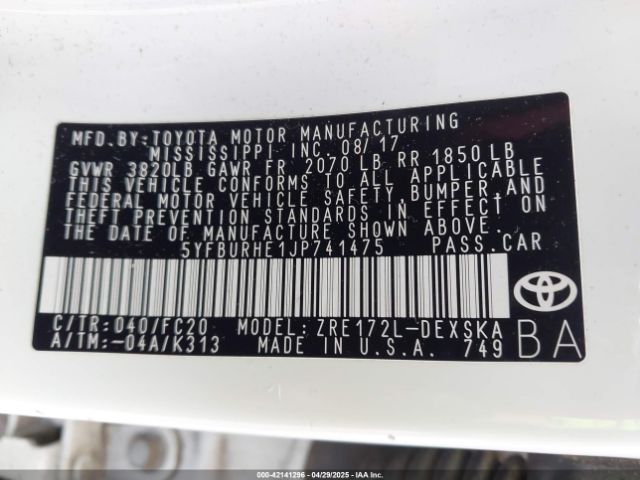 MFD.BY:TOYOTA MOTOR MANUFACTURING
MISSISSIPPI INC. 08/17
GVWR 3820LB GAWR FR 2070 LB RR 1850 LB
THIS VEHICLE CONFORMS TO ALL APPLICABLE
FEDERAL MOTOR VEHICLE SAFETY,BUMPER,AND
THEFT PREVENTION STANDARDS IN EFFECT ON
THE DATE OF MANUFACTURE SHOWN ABOVE.
5YFBURHE1JP741475 PASS.CAR
C/TR:040/FC20 MODEL:ZRE172L-DEXSKA
A/TM:-04A/K313 MADE IN U.S.A. 749
BA
000-42141296 - 04/29/2025 - IAA Inc.